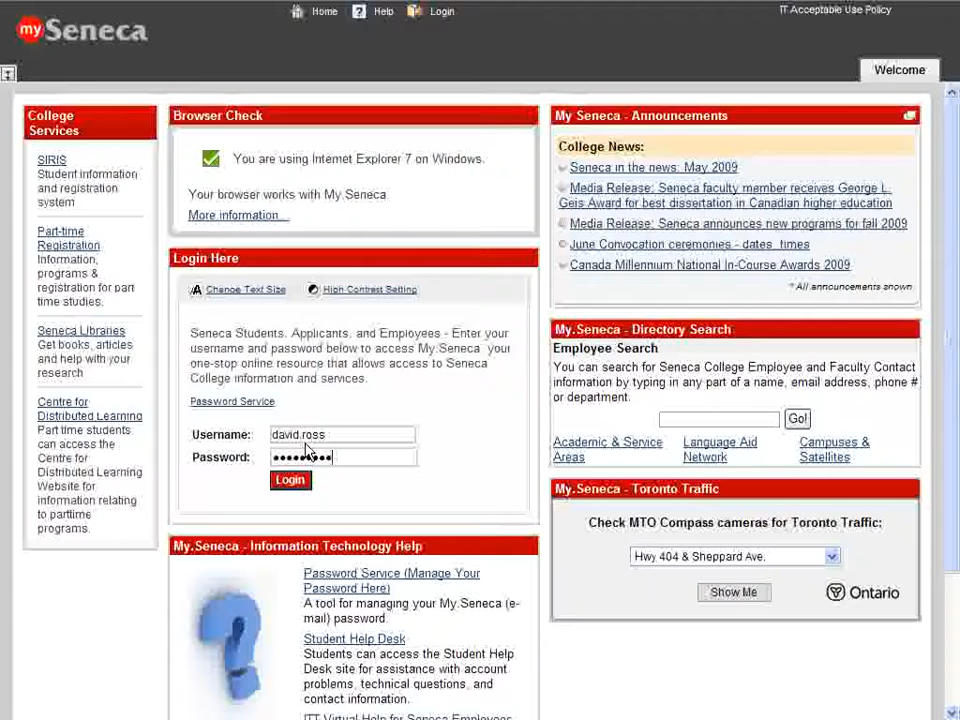 Home Help Login
IT Acceptable Use Policy
my Seneca
Welcome
College
Services
SIRIS
Student information
and registration
system
Part-time
Registration
Information,
programs &
registration for part
time studies.
Seneca Libraries
Get books, articles
and help with your
research
Centre for
Distributed Learning
Part time students
can access the
Centre for
Distributed Learning
Website for
information relating
to parttime
programs.
Browser Check
You are using Internet Explorer 7 on Windows.
Your browser works with My.Seneca
More information...
Login Here
Change Text Size High Contrast Setting
Seneca Students, Applicants, and Employees - Enter your
username and password below to access My.Seneca your
one-stop online resource that allows access to Seneca
College information and services.
Password Service
Username: david.ross
Password: ●●●●●●●●●●
Login
My.Seneca - Information Technology Help
Password Service (Manage Your
Password Here)
A tool for managing your My.Seneca (e-
mail) password.
Student Help Desk
Students can access the Student Help
Desk site for assistance with account
problems, technical questions, and
contact information.
IT Virtual Help for Seneca Employees
My Seneca - Announcements
College News:
Seneca in the news: May 2009
Media Release: Seneca faculty member receives George L.
Geis Award for best dissertation in Canadian higher education
Media Release: Seneca announces new programs for fall 2009
June Convocation ceremonies - dates, times
Canada Millennium National In-Course Awards 2009
* All announcements shown
My.Seneca - Directory Search
Employee Search
You can search for Seneca College Employee and Faculty Contact
information by typing in any part of a name, email address, phone #
or department.
Go!
Academic & Service Areas
Language Aid Network
Campuses & Satellites
My.Seneca - Toronto Traffic
Check MTO Compass cameras for Toronto Traffic:
Hwy 404 & Sheppard Ave.
Show Me
Ontario